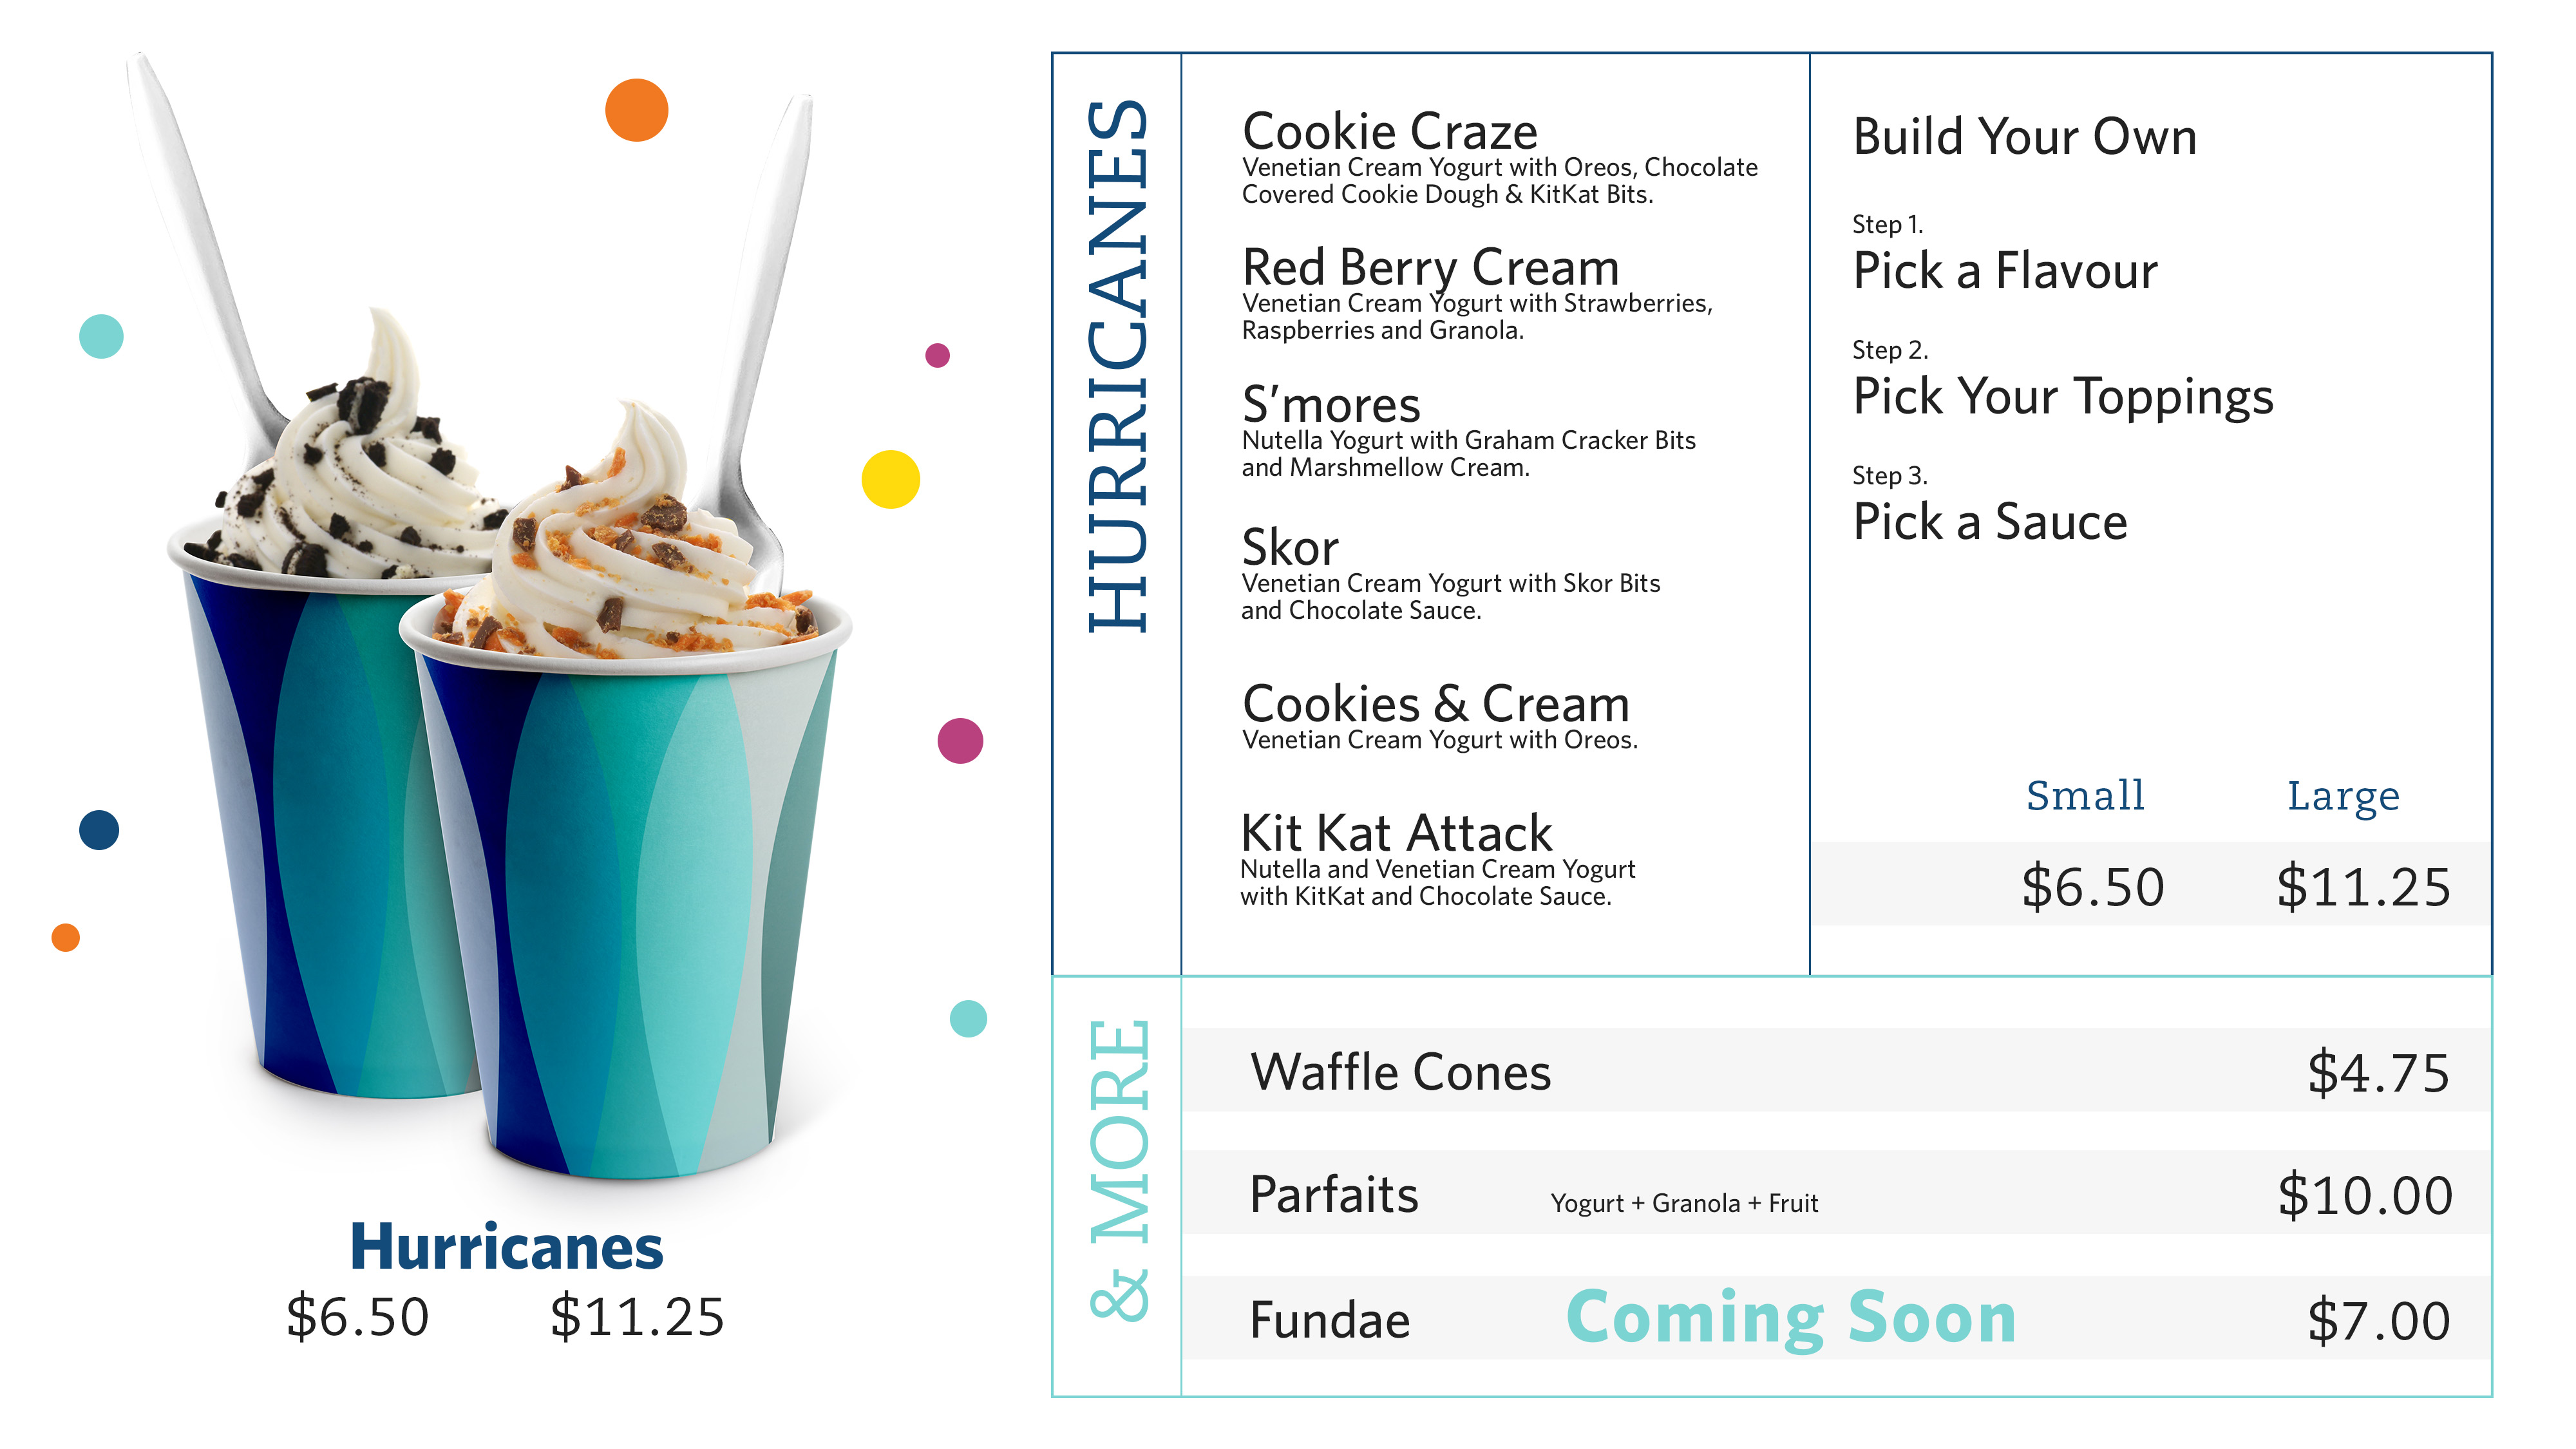 Hurricanes
$6.50 $11.25
HURRICANES
Cookie Craze
Venetian Cream Yogurt with Oreos, Chocolate
Covered Cookie Dough & KitKat Bits.
Red Berry Cream
Venetian Cream Yogurt with Strawberries,
Raspberries and Granola.
S'mores
Nutella Yogurt with Graham Cracker Bits
and Marshmellow Cream.
Skor
Venetian Cream Yogurt with Skor Bits
and Chocolate Sauce.
Cookies & Cream
Venetian Cream Yogurt with Oreos.
Kit Kat Attack
Nutella and Venetian Cream Yogurt
with KitKat and Chocolate Sauce.
Build Your Own
Step 1.
Pick a Flavour
Step 2.
Pick Your Toppings
Step 3.
Pick a Sauce
Small Large
$6.50 $11.25
& MORE
Waffle Cones $4.75
Parfaits Yogurt + Granola + Fruit $10.00
Fundae Coming Soon $7.00